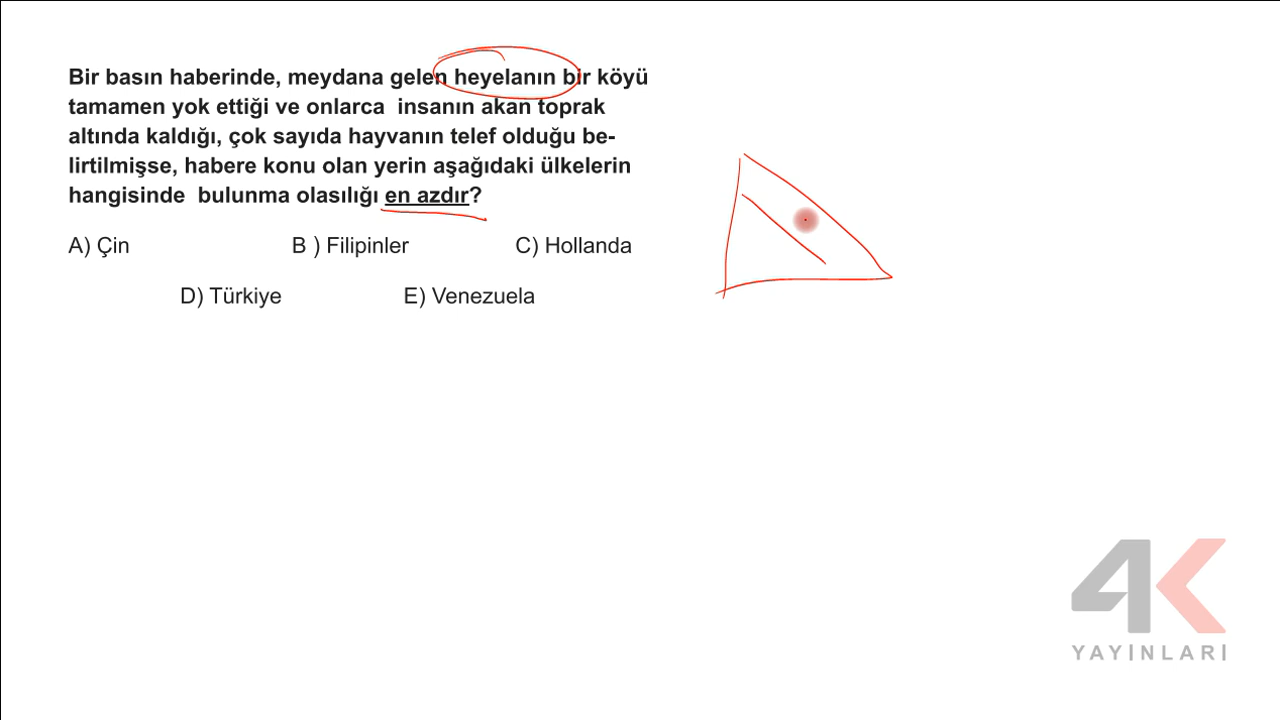 Bir basın haberinde, meydana gelen heyelanın bir köyü
tamamen yok ettiği ve onlarca  insanın akan toprak
altında kaldığı, çok sayıda hayvanın telef olduğu be-
lirtilmişse, habere konu olan yerin aşağıdaki ülkelerin
hangisinde  bulunma olasılığı en azdır?
A) Çin B ) Filipinler C) Hollanda
D) Türkiye E) Venezuela
4K
YAYINLARI